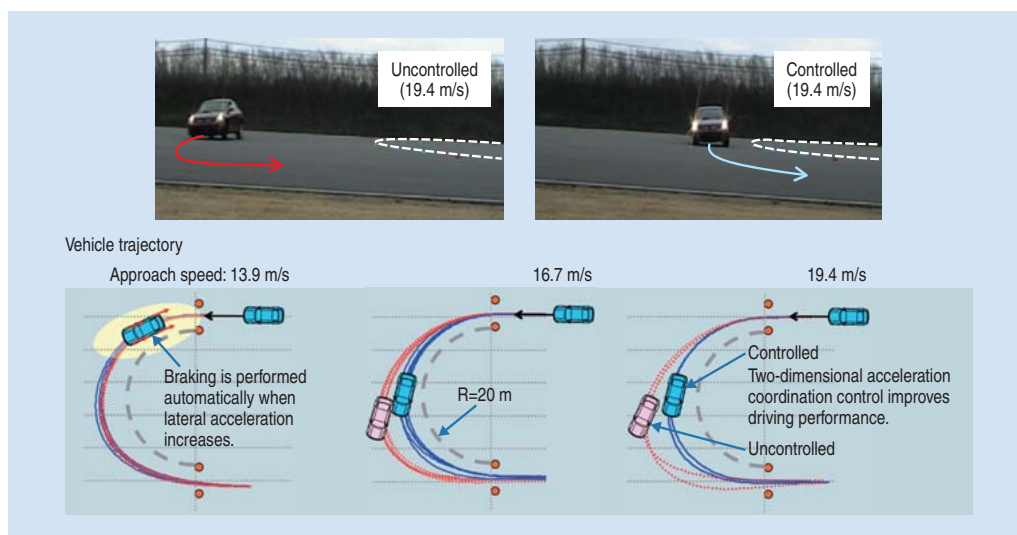 Uncontrolled
(19.4 m/s)
Controlled
(19.4 m/s)
Vehicle trajectory
Approach speed: 13.9 m/s
16.7 m/s
19.4 m/s
Braking is performed
automatically when
lateral acceleration
increases.
R=20 m
Controlled
Two-dimensional acceleration
coordination control improves
driving performance.
Uncontrolled